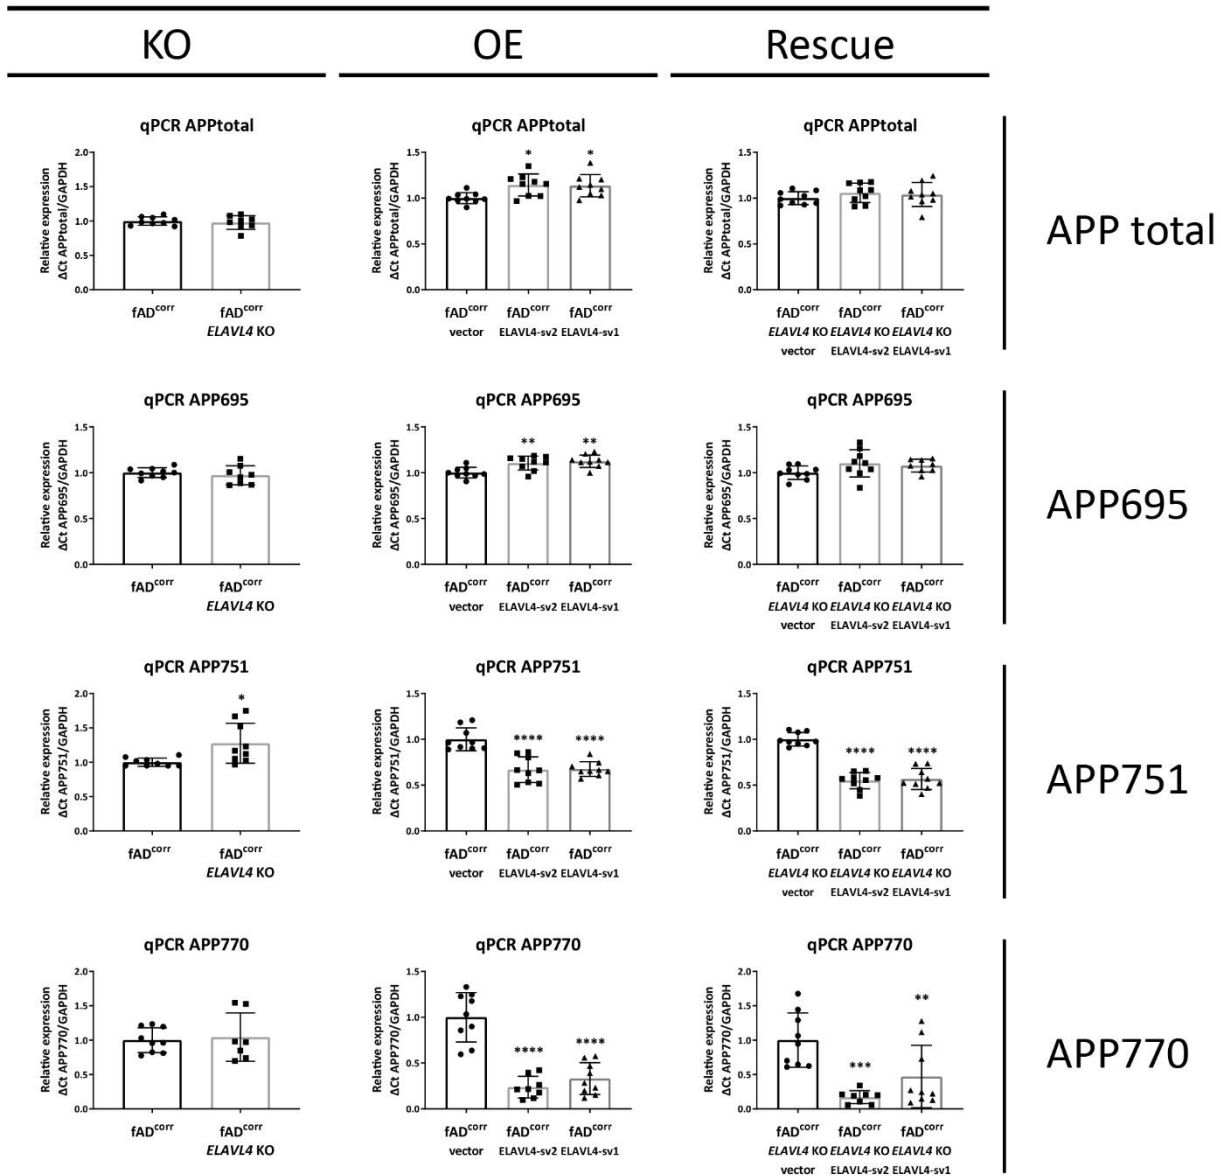 KO
OE
Rescue
qPCR APPtotal
Relative expression
ΔCt APPtotal/GAPDH
2.0
1.5
1.0
0.5
0.0
fADcorr
fADcorr
ELAVL4 KO
qPCR APPtotal
Relative expression
ΔCt APPtotal/GAPDH
1.5
1.0
0.5
0.0
* *
fADcorr fADcorr fADcorr
vector ELAVL4-sv2 ELAVL4-sv1
qPCR APPtotal
Relative expression
ΔCt APPtotal/GAPDH
1.5
1.0
0.5
0.0
fADcorr fADcorr fADcorr
ELAVL4 KO ELAVL4 KO ELAVL4 KO
vector ELAVL4-sv2 ELAVL4-sv1
APP total
qPCR APP695
Relative expression
ΔCt APP695/GAPDH
1.5
1.0
0.5
0.0
fADcorr fADcorr
ELAVL4 KO
qPCR APP695
Relative expression
ΔCt APP695/GAPDH
1.5
1.0
0.5
0.0
** **
fADcorr fADcorr fADcorr
vector ELAVL4-sv2 ELAVL4-sv1
qPCR APP695
Relative expression
ΔCt APP695/GAPDH
1.5
1.0
0.5
0.0
fADcorr fADcorr fADcorr
ELAVL4 KO ELAVL4 KO ELAVL4 KO
vector ELAVL4-sv2 ELAVL4-sv1
APP695
qPCR APP751
Relative expression
ΔCt APP751/GAPDH
2.0
1.5
1.0
0.5
0.0
*
fADcorr fADcorr
ELAVL4 KO
qPCR APP751
Relative expression
ΔCt APP751/GAPDH
1.5
1.0
0.5
0.0
**** ****
fADcorr fADcorr fADcorr
vector ELAVL4-sv2 ELAVL4-sv1
qPCR APP751
Relative expression
ΔCt APP751/GAPDH
1.5
1.0
0.5
0.0
**** ****
fADcorr fADcorr fADcorr
ELAVL4 KO ELAVL4 KO ELAVL4 KO
vector ELAVL4-sv2 ELAVL4-sv1
APP751
qPCR APP770
Relative expression
ΔCt APP770/GAPDH
2.0
1.5
1.0
0.5
0.0
fADcorr fADcorr
ELAVL4 KO
qPCR APP770
Relative expression
ΔCt APP770/GAPDH
1.5
1.0
0.5
0.0
**** ****
fADcorr fADcorr fADcorr
vector ELAVL4-sv2 ELAVL4-sv1
qPCR APP770
Relative expression
ΔCt APP770/GAPDH
2.0
1.5
1.0
0.5
0.0
*** **
fADcorr fADcorr fADcorr
ELAVL4 KO ELAVL4 KO ELAVL4 KO
vector ELAVL4-sv2 ELAVL4-sv1
APP770